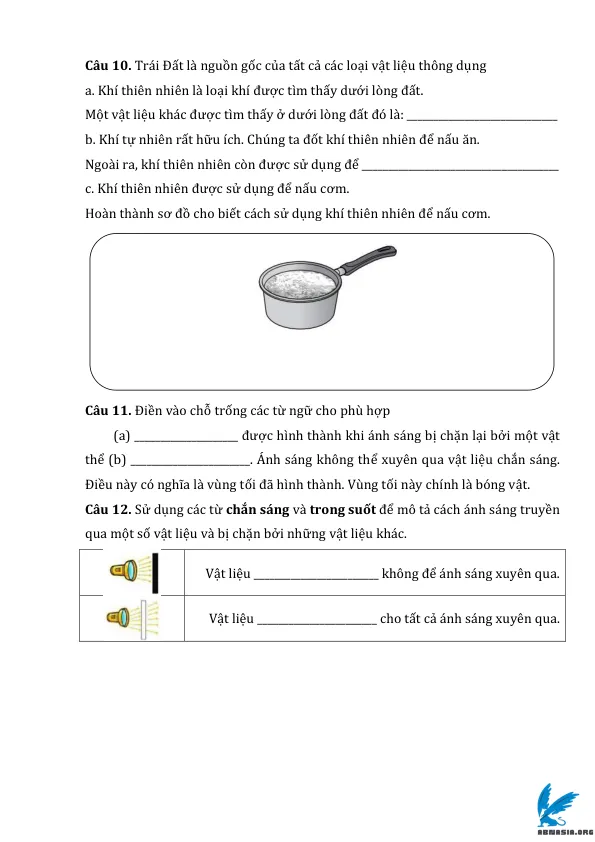 Câu 10. Trái Đất là nguồn gốc của tất cả các loại vật liệu thông dụng
a. Khí thiên nhiên là loại khí được tìm thấy dưới lòng đất.
Một vật liệu khác được tìm thấy ở dưới lòng đất đó là: ______________________________
b. Khí tự nhiên rất hữu ích. Chúng ta đốt khí thiên nhiên để nấu ăn.
Ngoài ra, khí thiên nhiên còn được sử dụng để ______________________________________
c. Khí thiên nhiên được sử dụng để nấu cơm.
Hoàn thành sơ đồ cho biết cách sử dụng khí thiên nhiên để nấu cơm.
Câu 11. Điền vào chỗ trống các từ ngữ cho phù hợp
(a) ____________________ được hình thành khi ánh sáng bị chặn lại bởi một vật
thể (b) _______________________. Ánh sáng không thể xuyên qua vật liệu chắn sáng.
Điều này có nghĩa là vùng tối đã hình thành. Vùng tối này chính là bóng vật.
Câu 12. Sử dụng các từ chắn sáng và trong suốt để mô tả cách ánh sáng truyền
qua một số vật liệu và bị chặn bởi những vật liệu khác.
Vật liệu ________________________ không để ánh sáng xuyên qua.
Vật liệu _______________________ cho tất cả ánh sáng xuyên qua.
ABNASIA.ORG